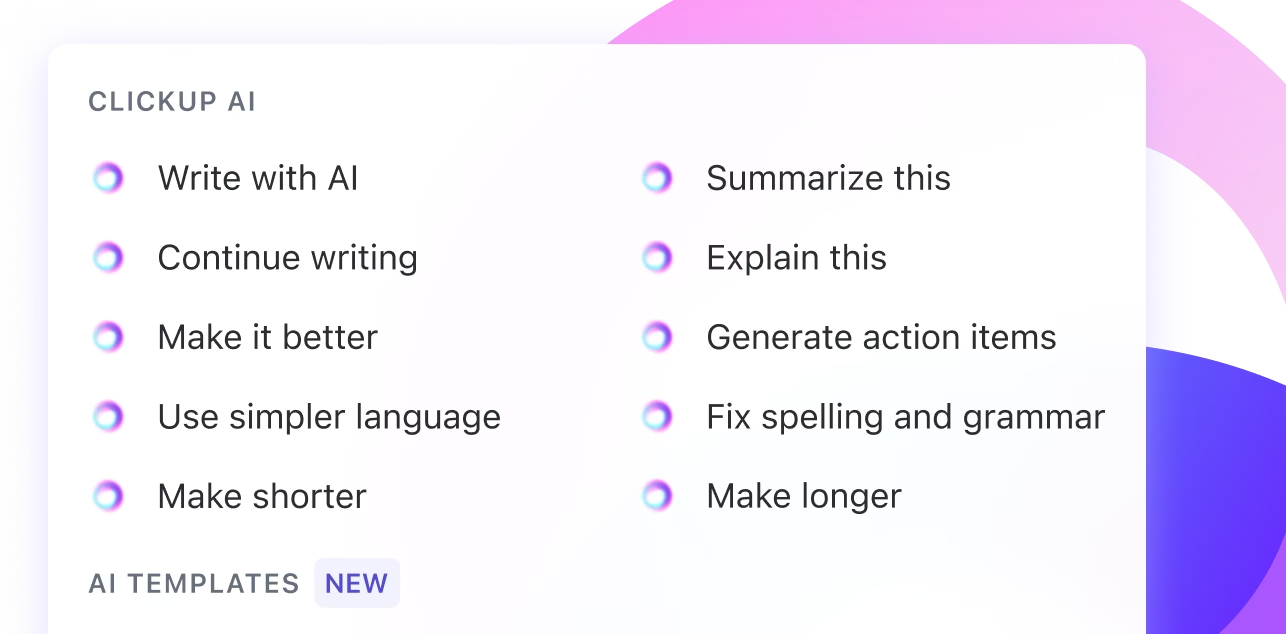 CLICKUP AI
Write with AI
Summarize this
Continue writing
Explain this
Make it better
Generate action items
Use simpler language
Fix spelling and grammar
Make shorter
Make longer
AI TEMPLATES NEW